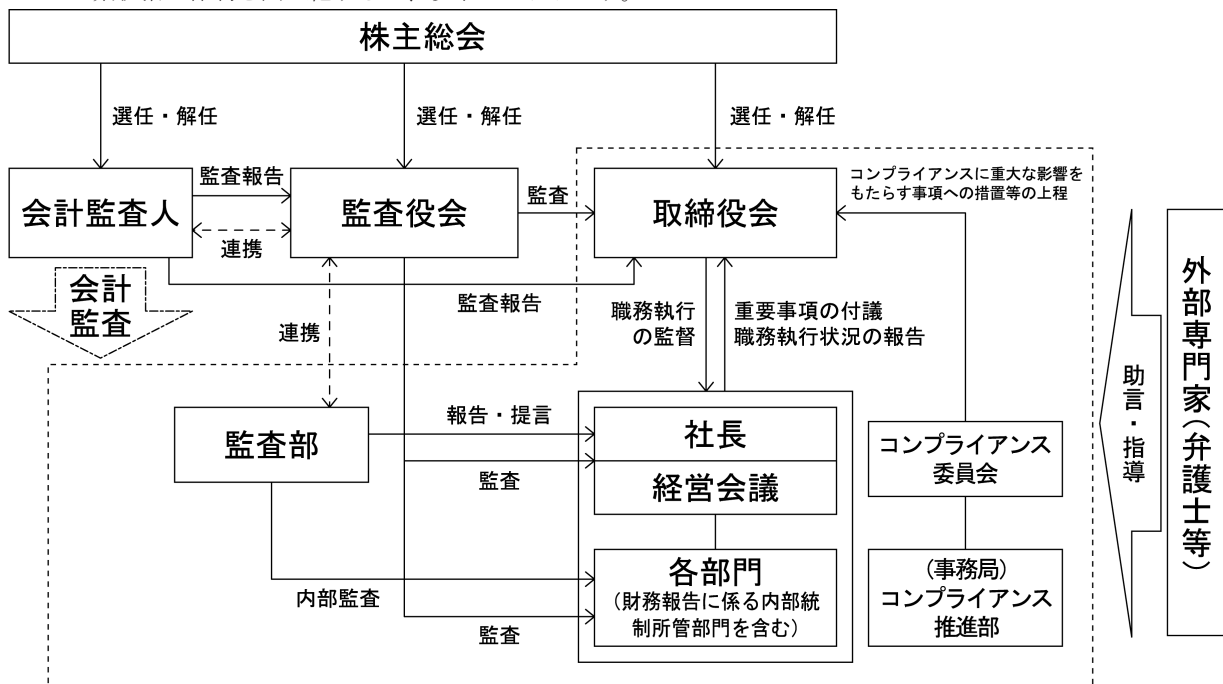 株主総会
選任・解任
選任・解任
選任・解任
会計監査人
監査報告
連携
監査役会
監査
取締役会
コンプライアンスに重大な影響を
もたらす事項への措置等の上程
会計
監査
監査報告
連携
職務執行
の監督
重要事項の付議
職務執行状況の報告
監査部
報告・提言
監査
社長
経営会議
コンプライアンス
委員会
内部監査
監査
各部門
(財務報告に係る内部統
制所管部門を含む)
(事務局)
コンプライアンス
推進部
助言・指導
外部専門家(弁護士等)